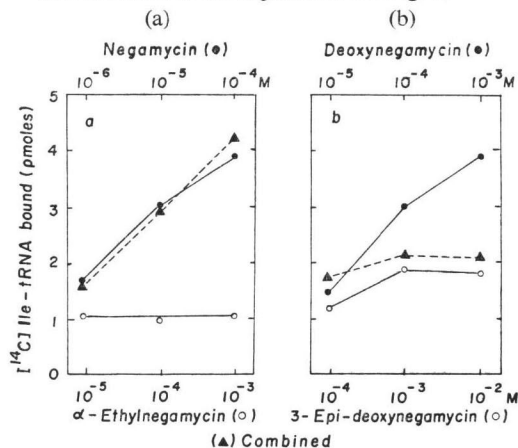 (a) (b)
Negamycin (●) Deoxynegamycin (●)
10⁻⁶ 10⁻⁵ 10⁻⁴ M 10⁻⁵ 10⁻⁴ 10⁻³ M
[¹⁴C] Ile-tRNA bound (pmoles)
5
4
3
2
1
0
a b
10⁻⁵ 10⁻⁴ 10⁻³ 10⁻⁴ 10⁻³ 10⁻² M
α-Ethylnegamycin (○) 3-Epi-deoxynegamycin (○)
(▲) Combined